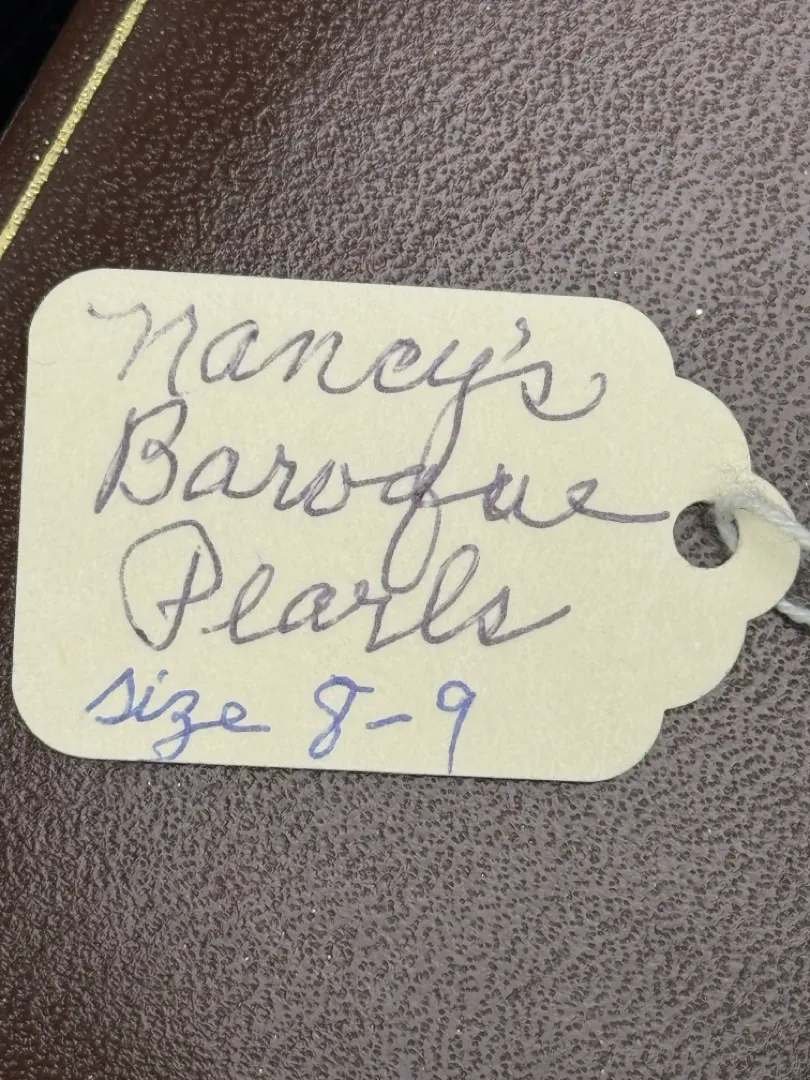 Nancy's
Baroque
Pearls
size 8-9